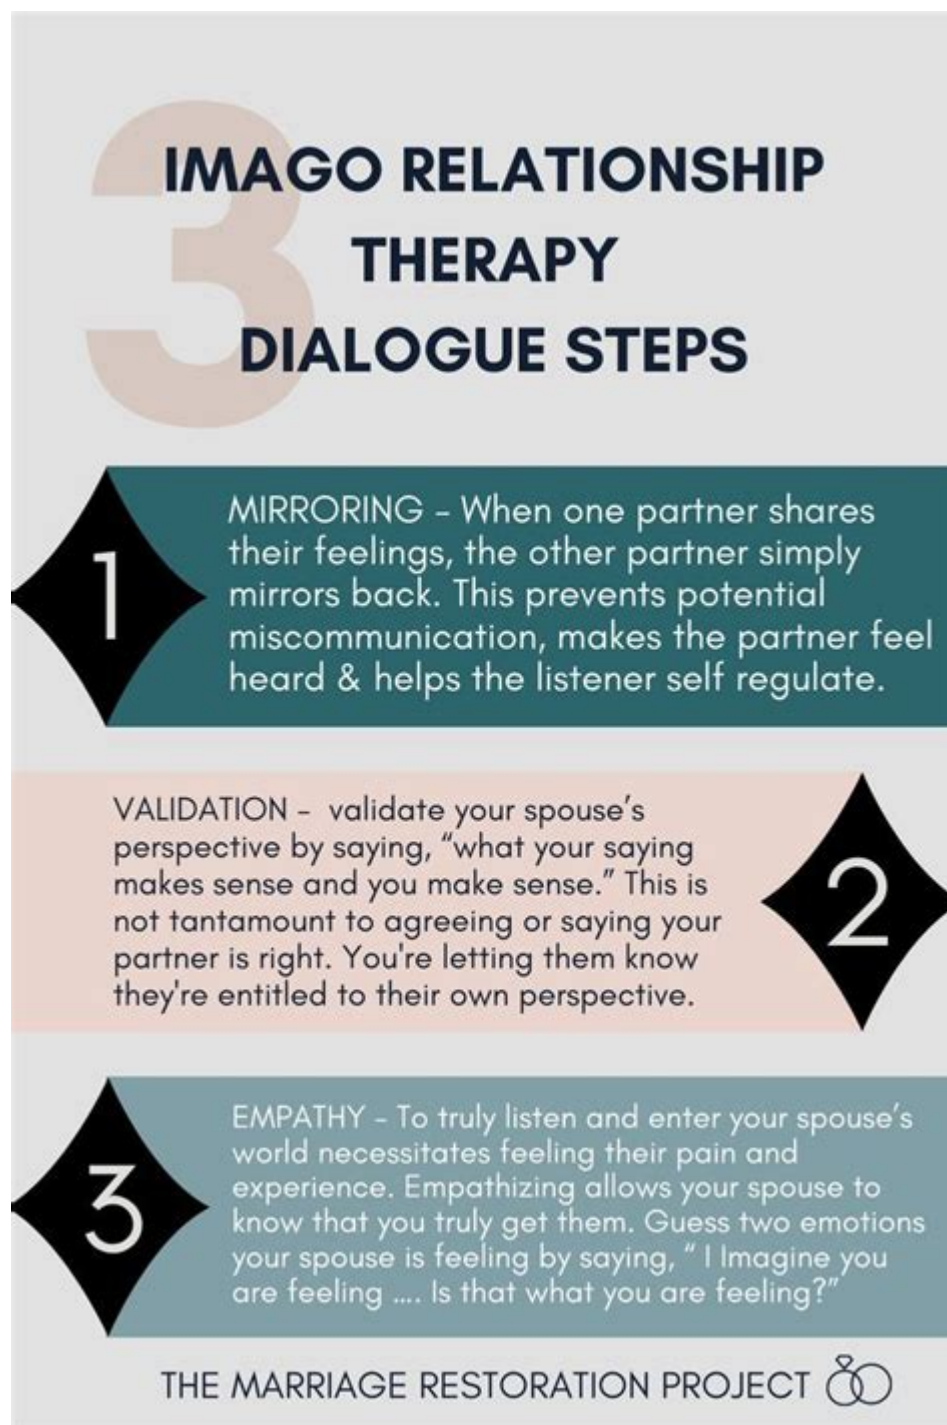 3
IMAGO RELATIONSHIP
THERAPY
DIALOGUE STEPS
1
MIRRORING - When one partner shares
their feelings, the other partner simply
mirrors back. This prevents potential
miscommunication, makes the partner feel
heard & helps the listener self regulate.
VALIDATION - validate your spouse's
perspective by saying, "what your saying
makes sense and you make sense." This is
not tantamount to agreeing or saying your
partner is right. You're letting them know
they're entitled to their own perspective.
2
3
EMPATHY - To truly listen and enter your spouse's
world necessitates feeling their pain and
experience. Empathizing allows your spouse to
know that you truly get them. Guess two emotions
your spouse is feeling by saying, " I Imagine you
are feeling .... Is that what you are feeling?"
THE MARRIAGE RESTORATION PROJECT